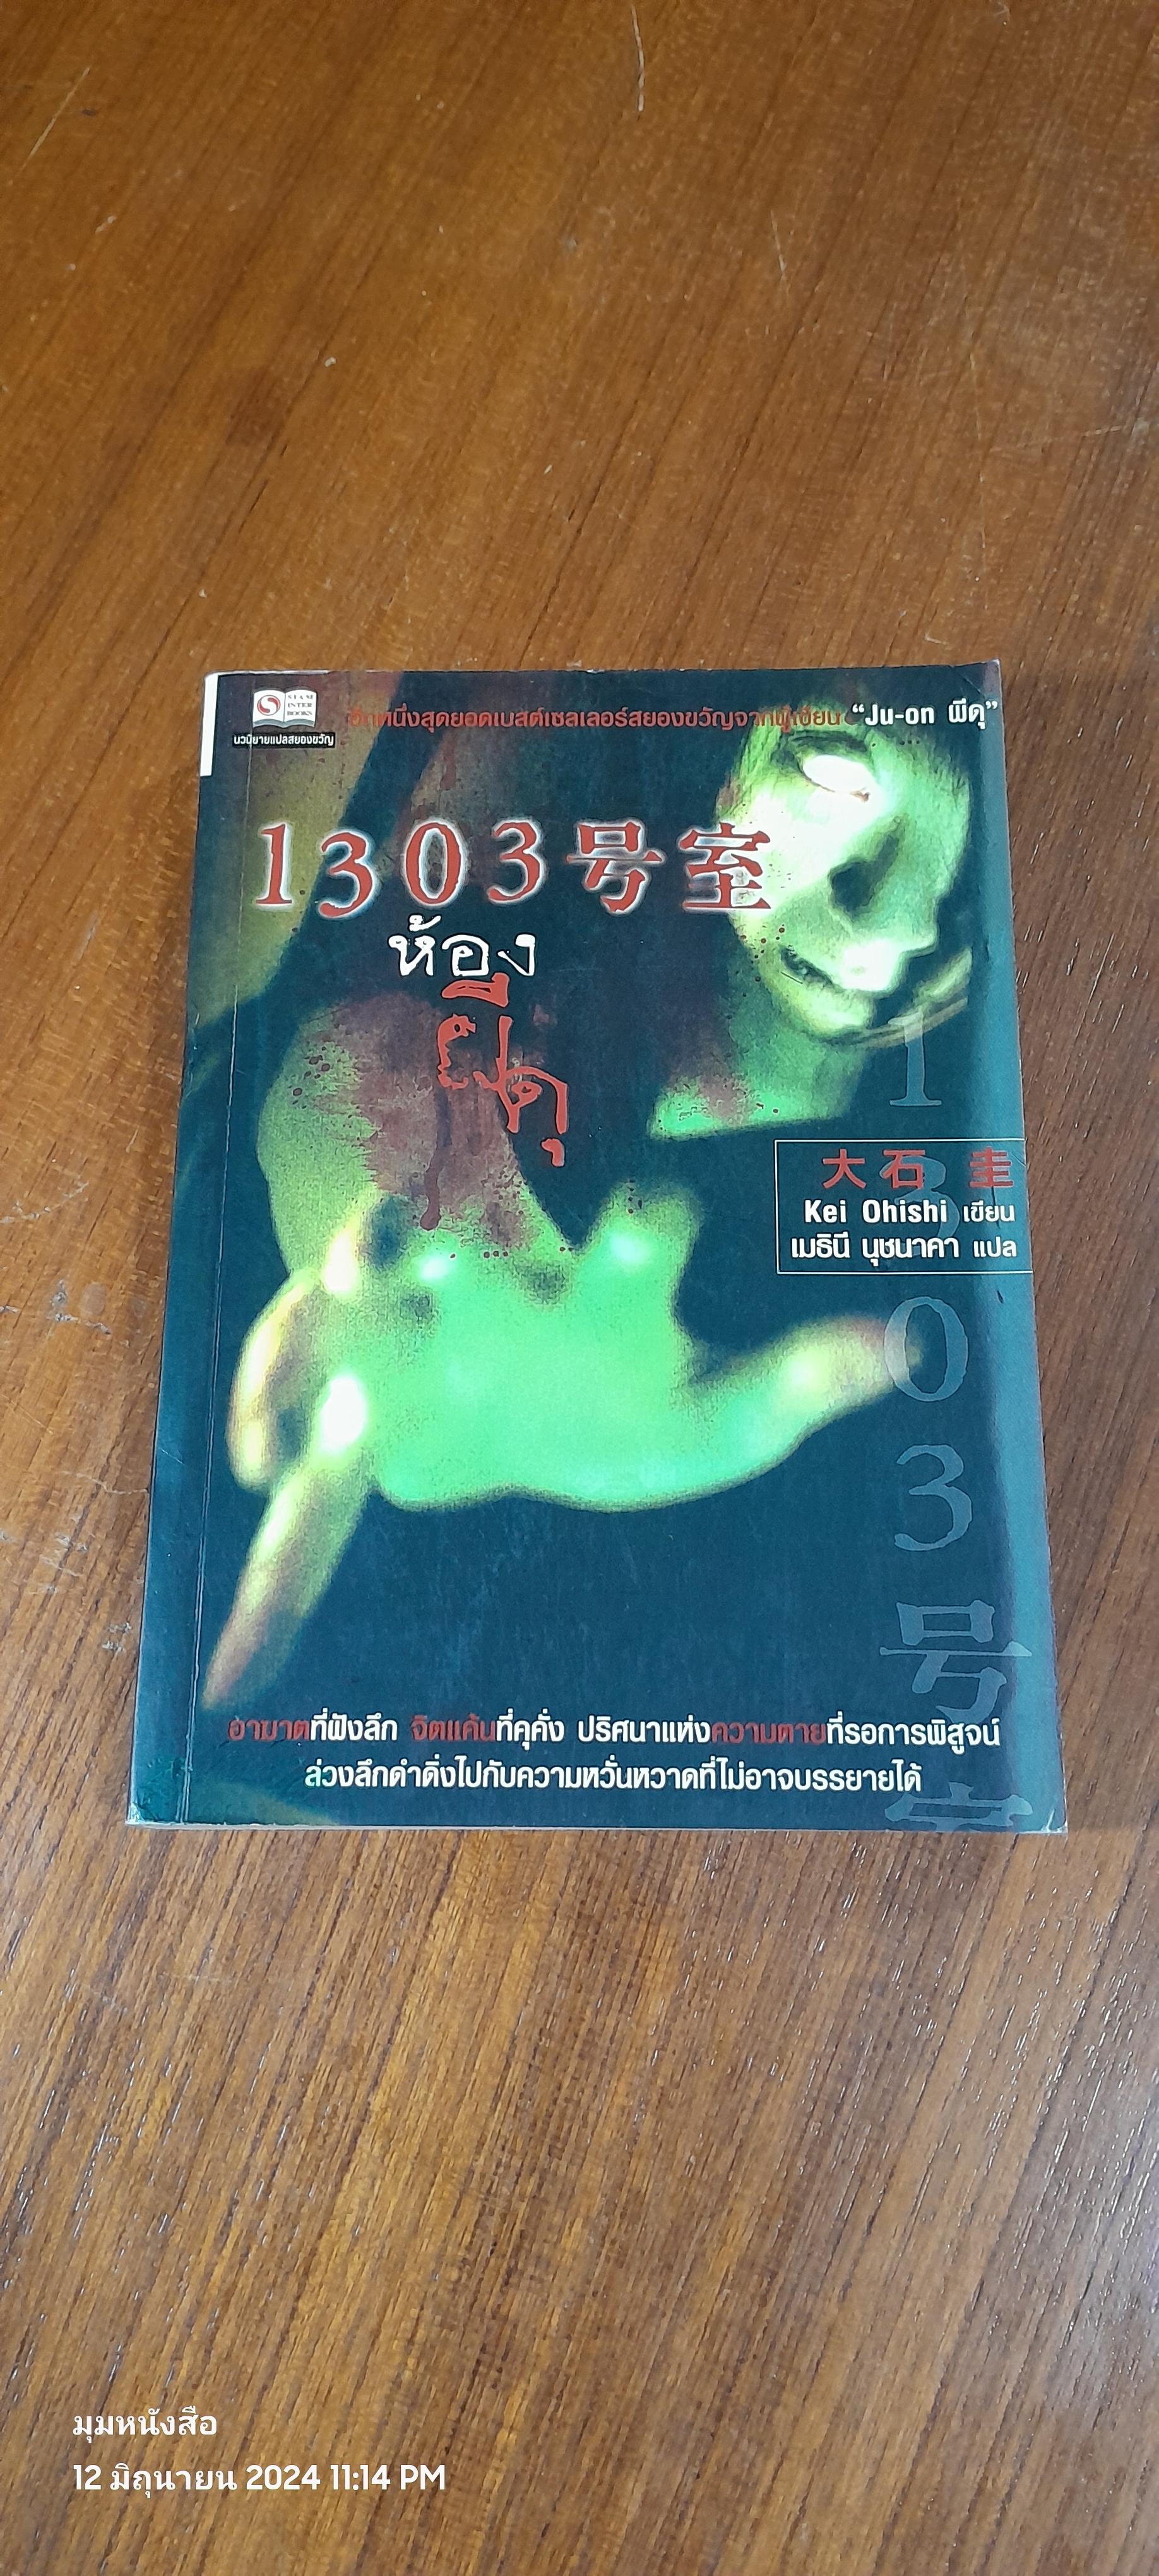 SIAM
INTER
BOOKS
นวนิยายแปลสยองขวัญ
อีกหนึ่งสุดยอดเบสต์เซลเลอร์สยองขวัญจากผู้เขียน “Ju-on ผีดุ”
1303号室
ห้อง
ผีดุ
大石 圭
Kei Ohishi เขียน
เมธินี นุชนาคา แปล
1303号室
อาฆาตที่ฝังลึก จิตแค้นที่คุคั่ง ปริศนาแห่งความตายที่รอการพิสูจน์
ล่วงลึกดำดิ่งไปกับความหวั่นหวาดที่ไม่อาจบรรยายได้
มุมหนังสือ
12 มิถุนายน 2024 11:14 PM